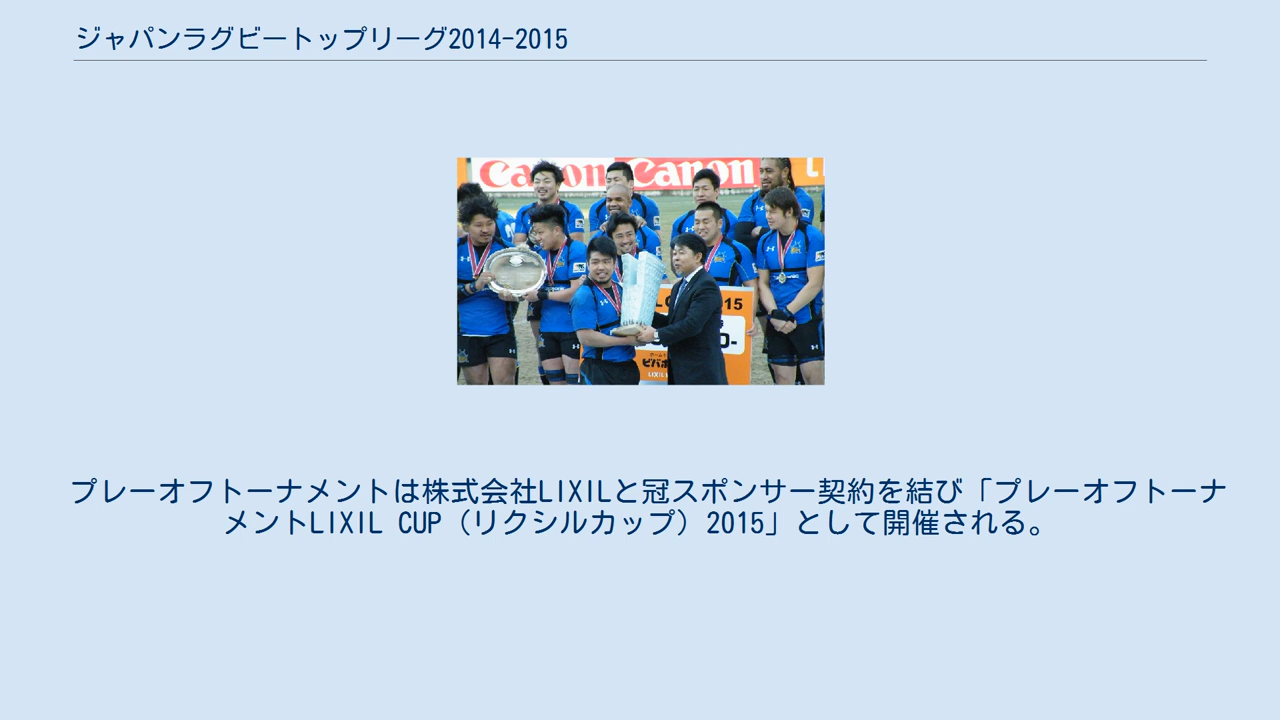 ジャパンラグビートップリーグ2014-2015
Canon Canon
2015
LIXIL
プレーオフトーナメントは株式会社LIXILと冠スポンサー契約を結び「プレーオフトーナ
メントLIXIL CUP（リクシルカップ）2015」として開催される。